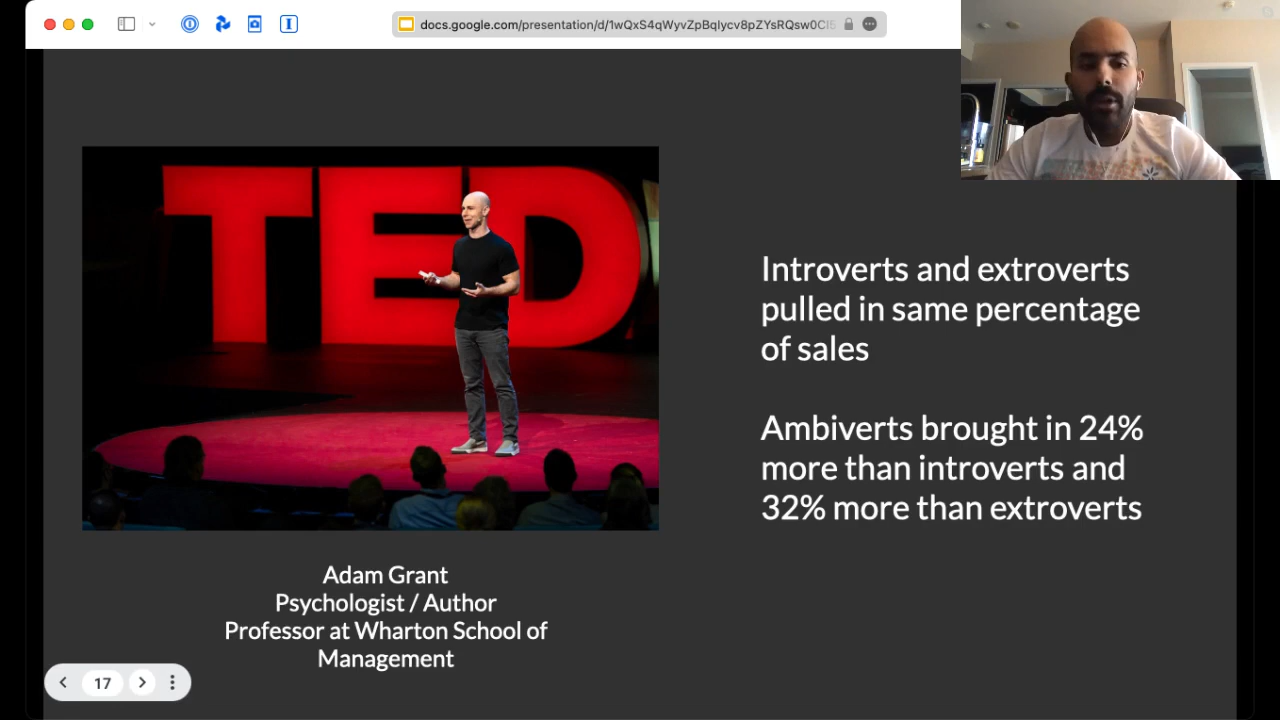 docs.google.com/presentation/d/1wQxS4qWyvZpBqlycv8pZYsRQsw0CI5
TED
Introverts and extroverts
pulled in same percentage
of sales
Ambiverts brought in 24%
more than introverts and
32% more than extroverts
Adam Grant
Psychologist / Author
Professor at Wharton School of
Management
17